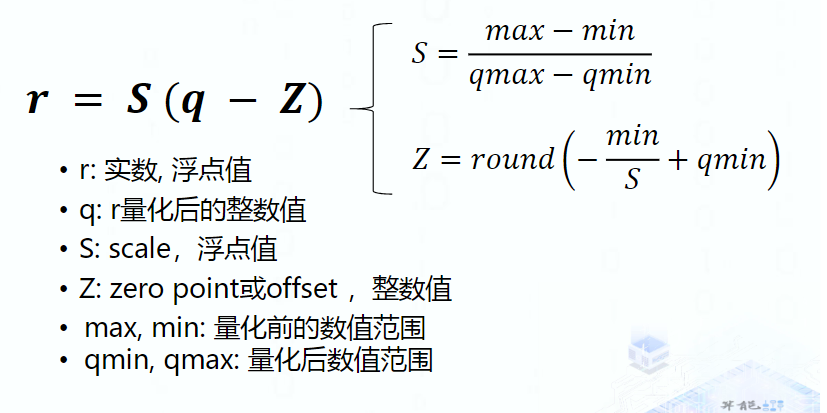 r = S (q − Z)
S = \frac{max − min}{qmax − qmin}
Z = round(−\frac{min}{S} + qmin)
• r: 实数, 浮点值
• q: r量化后的整数值
• S: scale，浮点值
• Z: zero point或offset ，整数值
• max, min: 量化前的数值范围
• qmin, qmax: 量化后数值范围